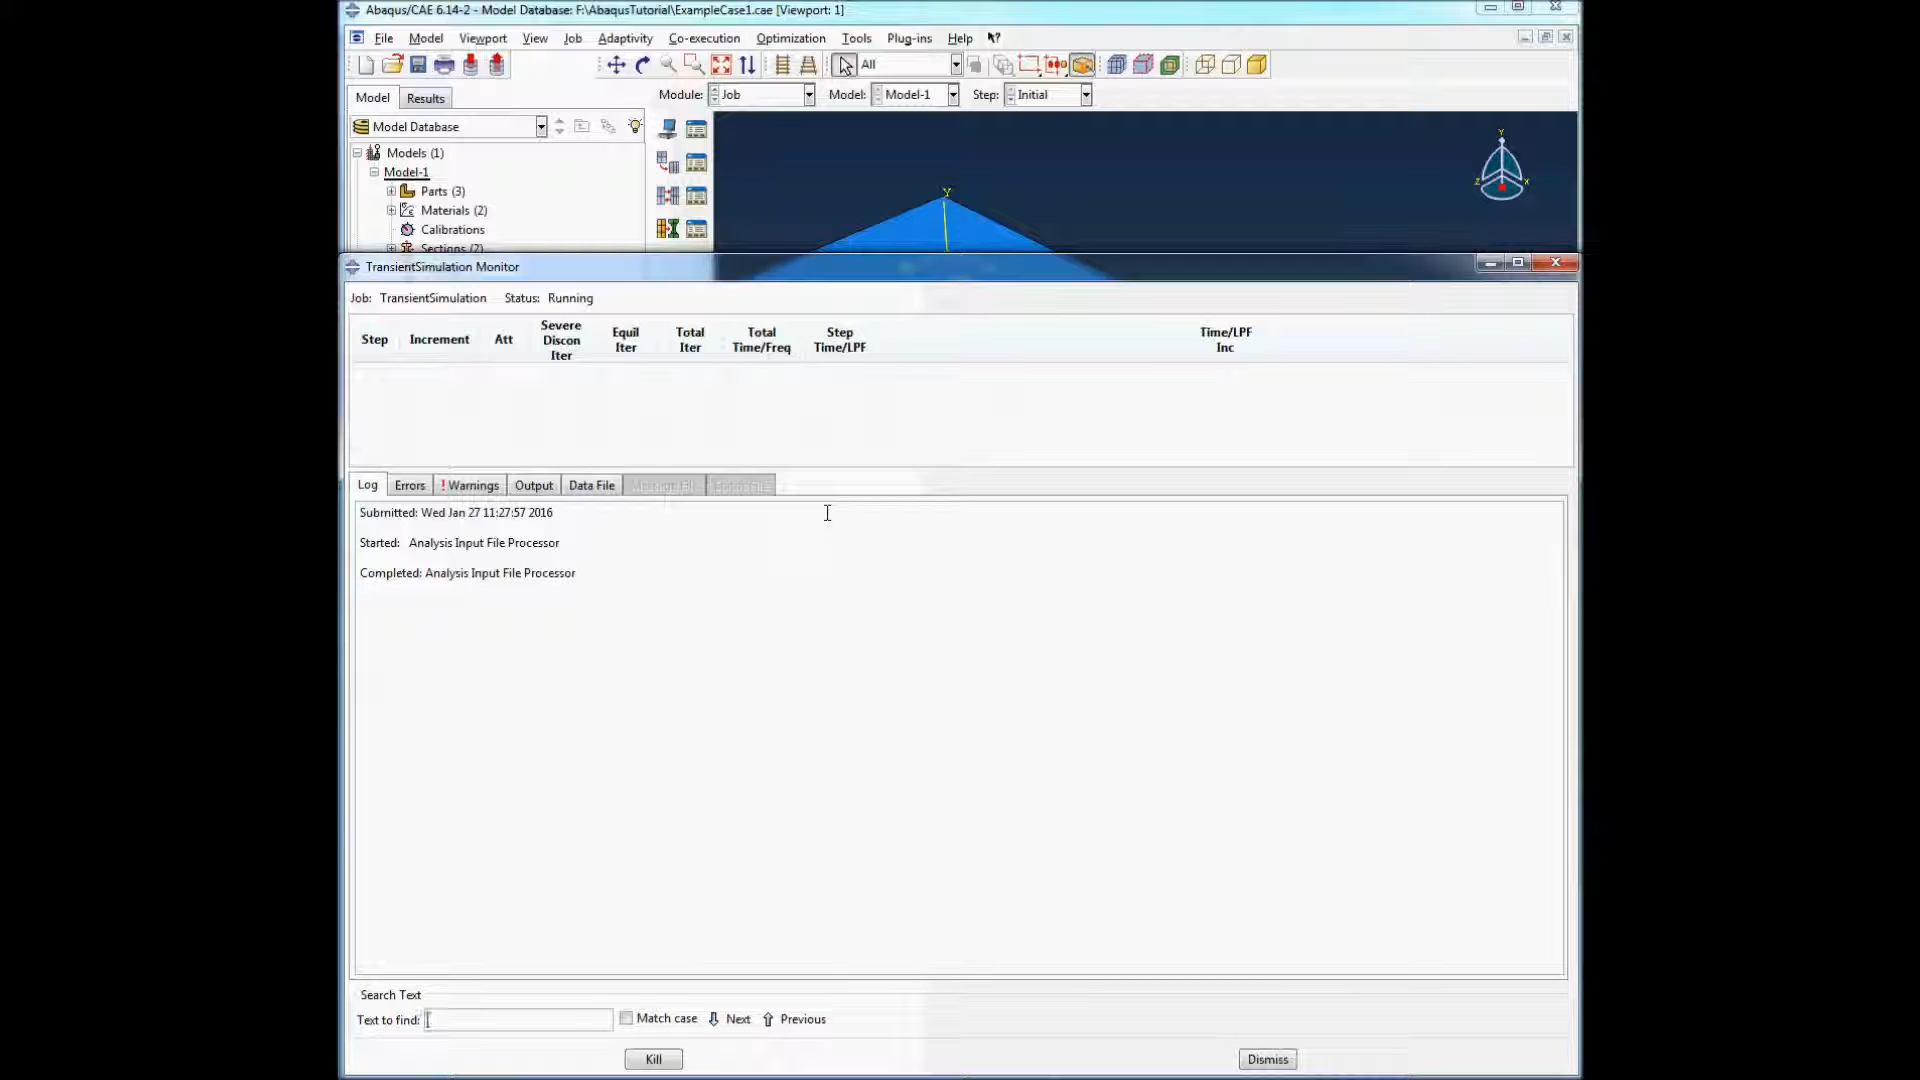 Abaqus/CAE 6.14-2 - Model Database: F:\AbaqusTutorial\ExampleCase1.cae [Viewport: 1]
File Model Viewport View Job Adaptivity Co-execution Optimization Tools Plug-ins Help ?
All
Model Results
Module: Job Model: Model-1 Step: Initial
Model Database
Models (1)
Model-1
Parts (3)
Materials (2)
Calibrations
Sections (2)
Y
Y
Z X
TransientSimulation Monitor
Job: TransientSimulation Status: Running
Step Increment Att Severe Discon Iter Equil Iter Total Iter Total Time/Freq Step Time/LPF Time/LPF Inc
Log Errors ! Warnings Output Data File
Submitted: Wed Jan 27 11:27:57 2016
Started: Analysis Input File Processor
Completed: Analysis Input File Processor
Search Text
Text to find: Match case Next Previous
Kill Dismiss